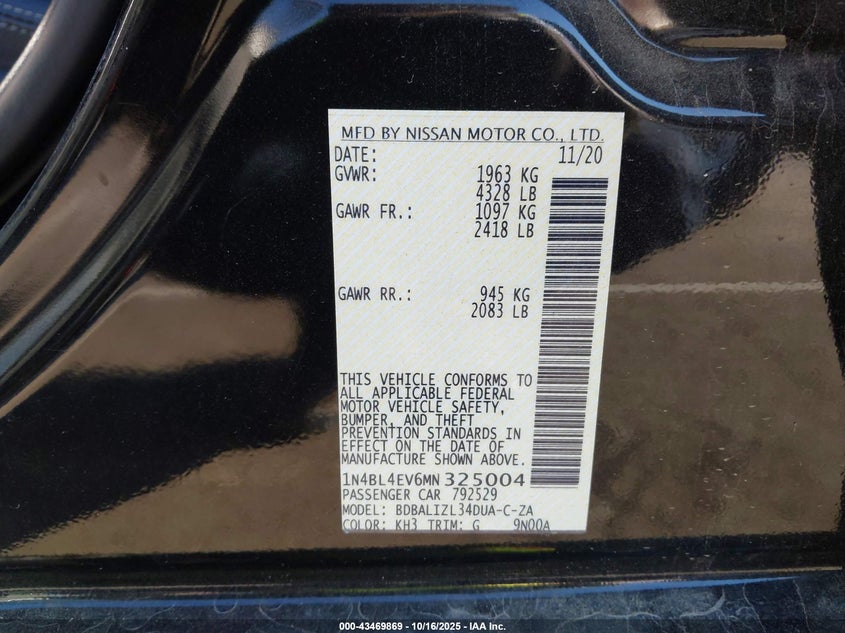 MFD BY NISSAN MOTOR CO., LTD.
DATE: 11/20
GVWR: 1963 KG
4328 LB
GAWR FR.: 1097 KG
2418 LB
GAWR RR.: 945 KG
2083 LB
THIS VEHICLE CONFORMS TO
ALL APPLICABLE FEDERAL
MOTOR VEHICLE SAFETY,
BUMPER, AND THEFT
PREVENTION STANDARDS IN
EFFECT ON THE DATE OF
MANUFACTURE SHOWN ABOVE.
1N4BL4EV6MN325004
PASSENGER CAR 792529
MODEL: BDBALIZL34DUA-C-ZA
COLOR: KH3 TRIM: G 9N00A
000-43469869 - 10/16/2025 - IAA Inc.